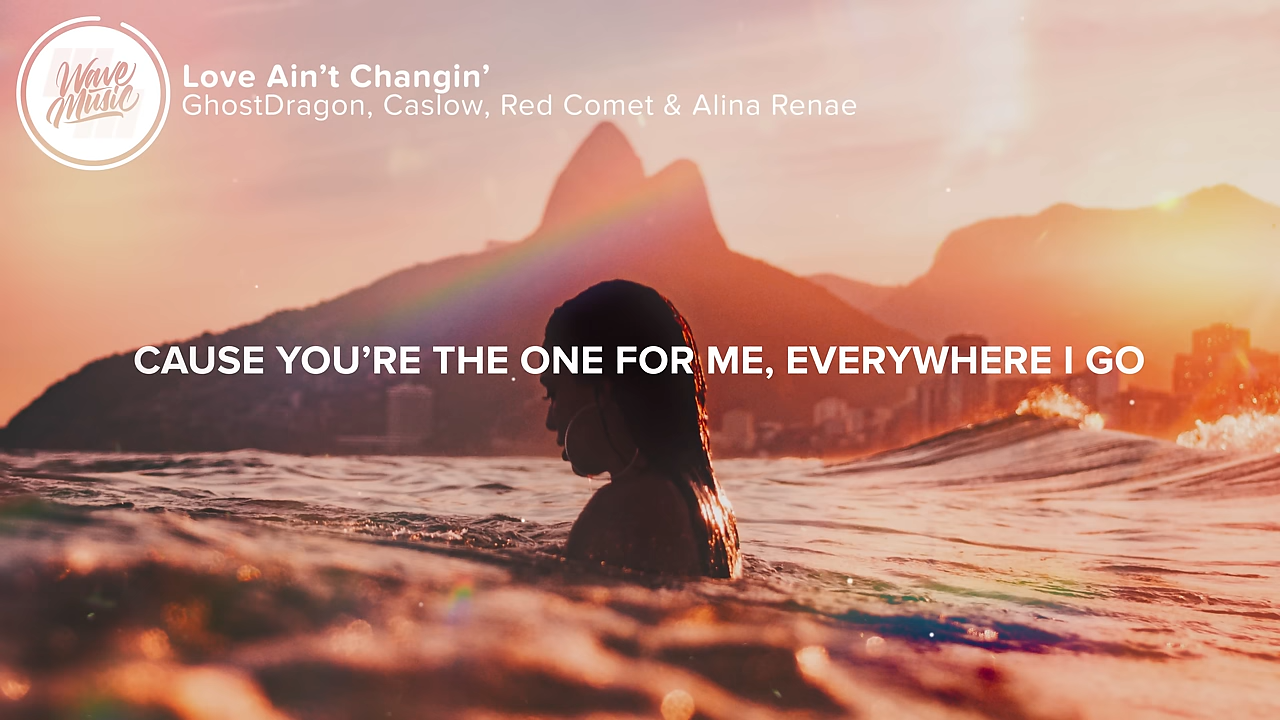 Wave
Music
Love Ain’t Changin’
GhostDragon, Caslow, Red Comet & Alina Renae
CAUSE YOU’RE THE ONE FOR ME, EVERYWHERE I GO